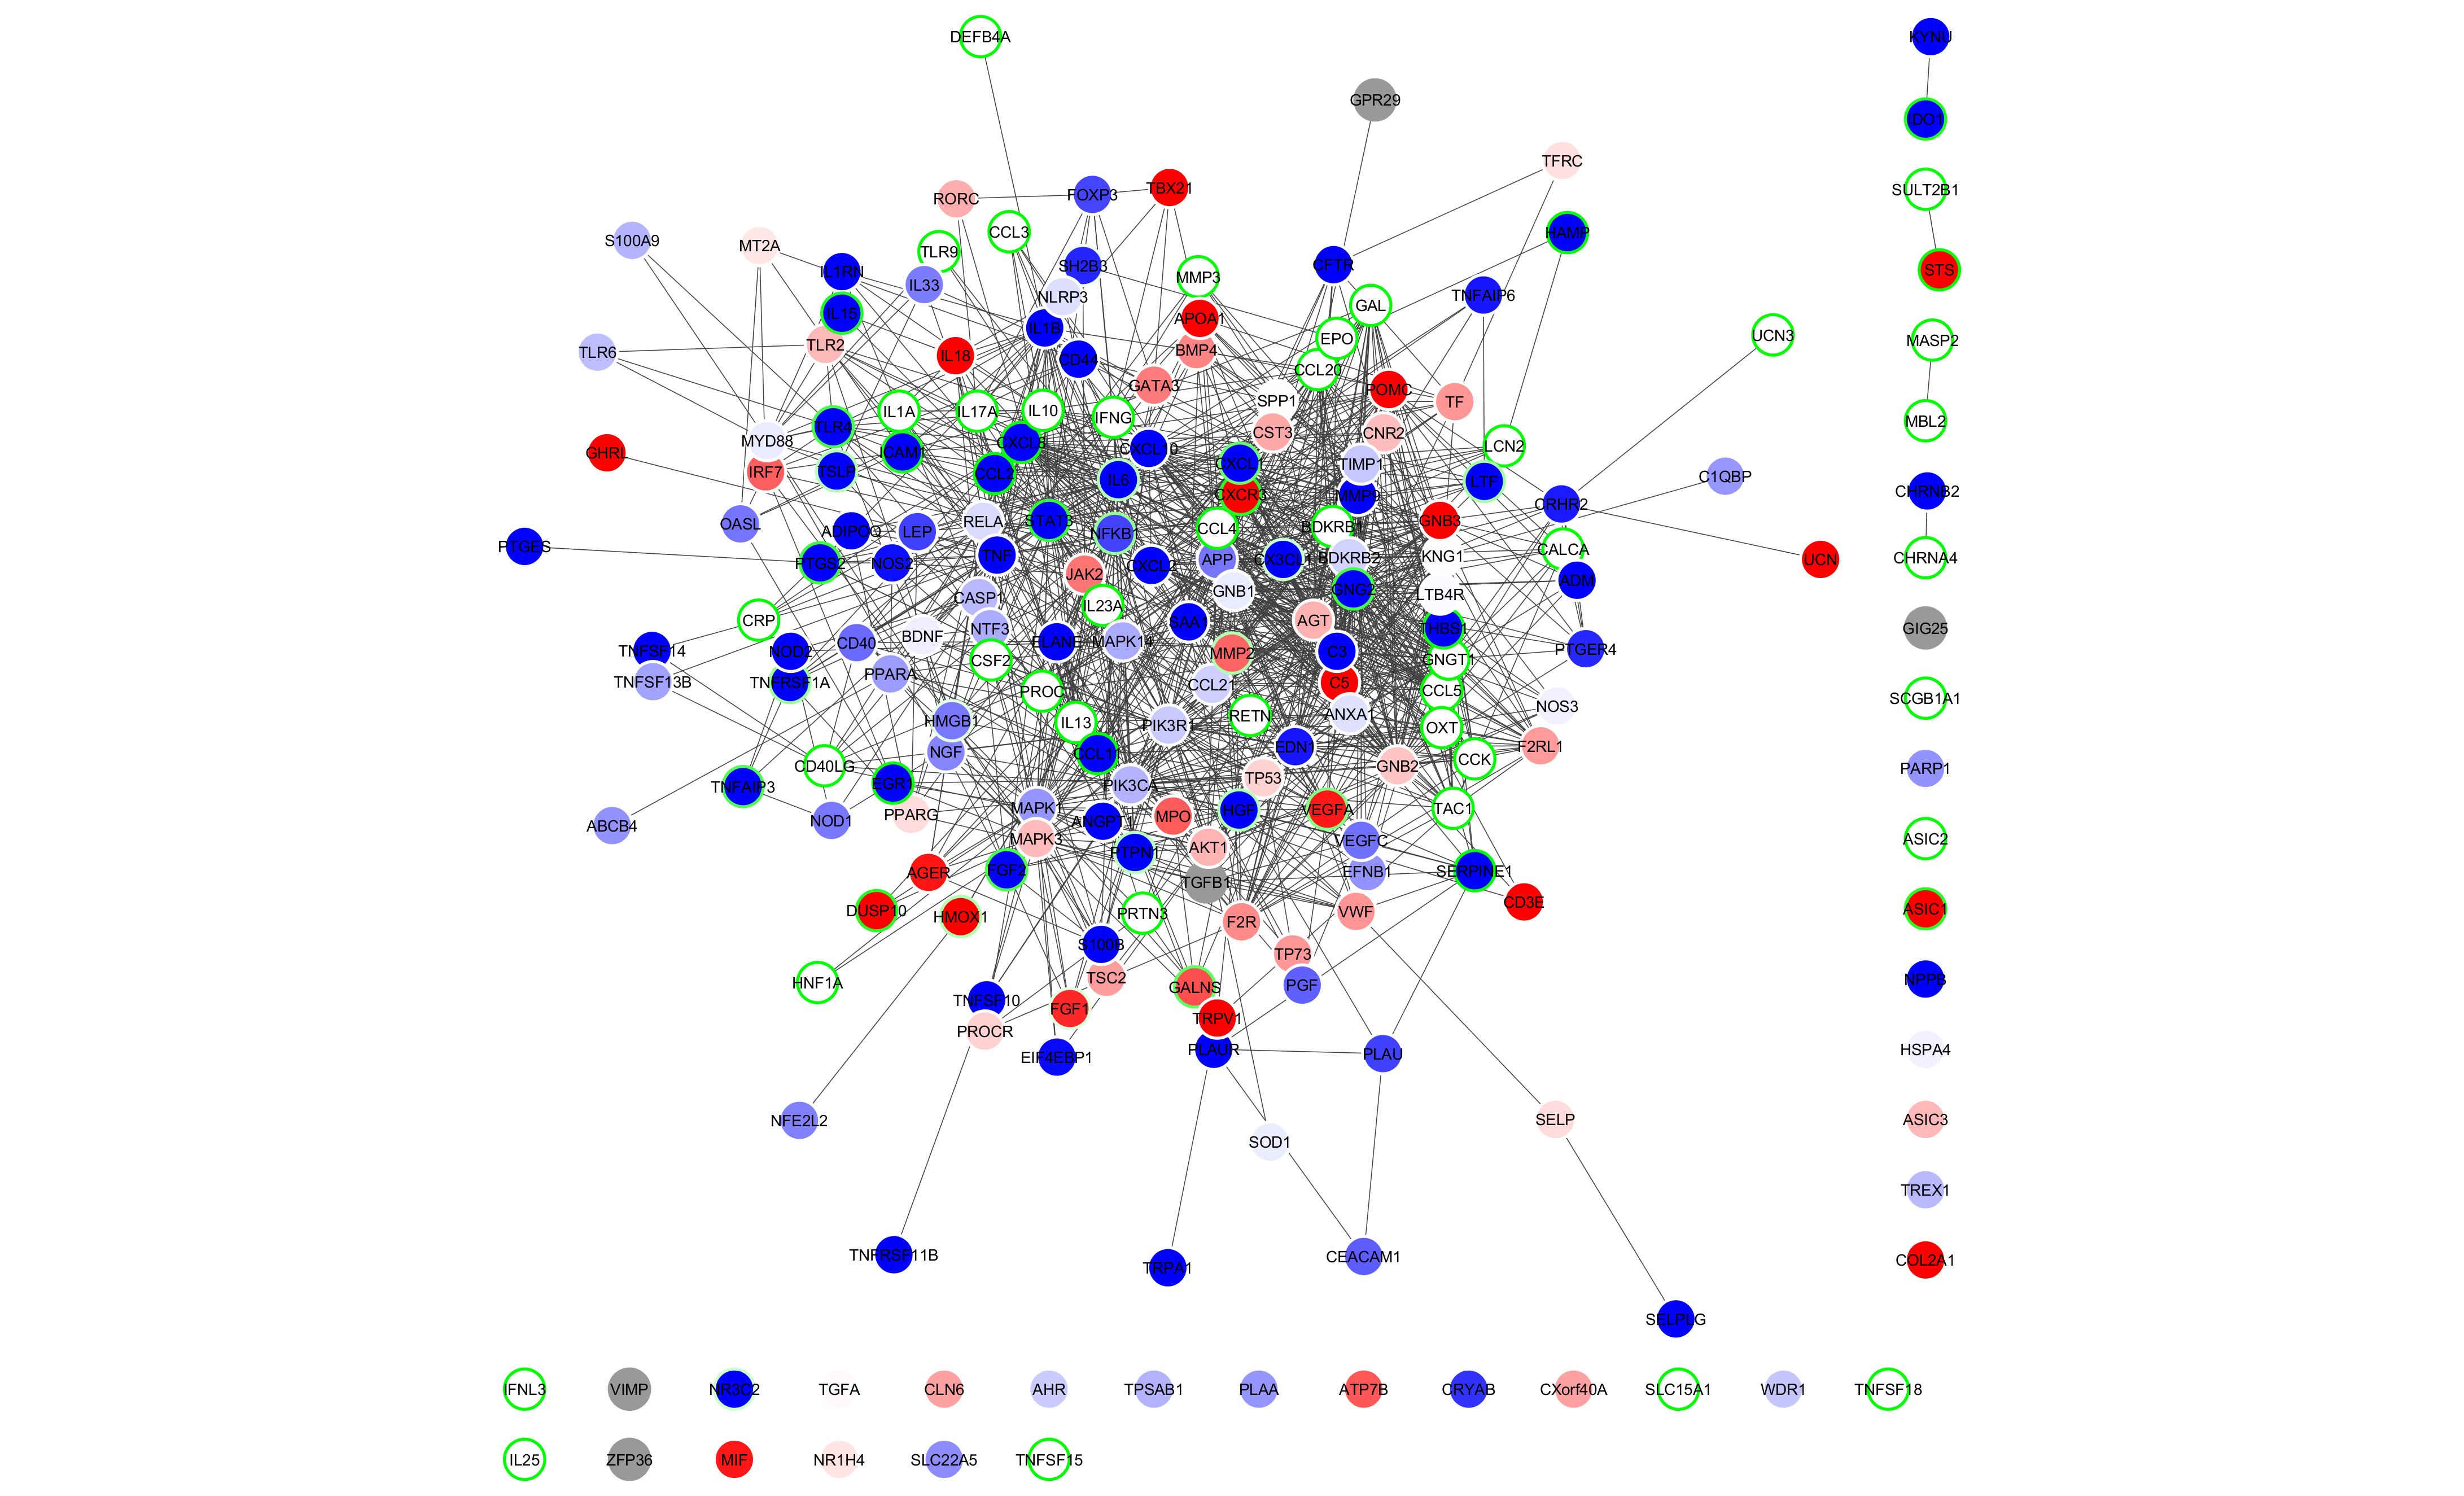 DEFB4A
KYNU
GPR29
IDO1
TFRC
SULT2B1
TBX21
FOXP3
RORC
CCL3
HAMP
S100A9
MT2A
TLR9
SH2B3
CFTR
STS
IL1RN
MMP3
IL33
NLRP3
TNFAIP6
GAL
IL15
APOA1
IL1B
UCN3
EPO
MASP2
TLR2
BMP4
TLR6
IL18
CD44
CCL20
GATA3
POMC
SPP1
TF
IL1A
IL17A
IL10
IFNG
MBL2
TLR4
CST3
CNR2
MYD88
CXCL8
CXCL10
LCN2
GHRL
ICAM1
IRF7
TSLP
CCL2
IL6
CXCL1
TIMP1
LTF
C1QBP
CHRNB2
CXCR3
MMP9
CRHR2
OASL
ADIPOQ
LEP
RELA
STAT3
NFKB1
CCL4
BDKRB1
GNB3
PTGES
PTGS2
NOS2
TNF
JAK2
CXCL2
APP
CX3CL1
BDKRB2
KNG1
CALCA
UCN
CHRNA4
CASP1
IL23A
GNB1
GNG2
LTB4R
ADM
CRP
BDNF
NTF3
ELANE
MAPK14
SAA1
AGT
THBS1
GIG25
TNFSF14
NOD2
CD40
CSF2
MMP2
C3
GNGT1
PTGER4
TNFSF13B
TNFRSF1A
PPARA
PROC
CCL21
C5
CCL5
SCGB1A1
HMGB1
IL13
PIK3R1
RETN
ANXA1
OXT
NOS3
NGF
CCL11
EDN1
F2RL1
CD40LG
GNB2
CCK
PARP1
TNFAIP3
EGR1
PIK3CA
TP53
ABCB4
NOD1
PPARG
MAPK1
ANGPT1
MPO
HGF
VEGFA
TAC1
MAPK3
PTPN1
AKT1
VEGFC
ASIC2
AGER
FGF2
TGFB1
EFNB1
SERPINE1
DUSP10
HMOX1
PRTN3
F2R
VWF
CD3E
ASIC1
S100B
TP73
HNF1A
TSC2
GALNS
PGF
NPPB
TNFSF10
FGF1
TRPV1
PROCR
EIF4EBP1
PLAUR
PLAU
HSPA4
NFE2L2
SOD1
SELP
ASIC3
TREX1
TNFRSF11B
TRPA1
CEACAM1
COL2A1
SELPLG
IFNL3
VIMP
NR3C2
TGFA
CLN6
AHR
TPSAB1
PLAA
ATP7B
CRYAB
CXorf40A
SLC15A1
WDR1
TNFSF18
IL25
ZFP36
MIF
NR1H4
SLC22A5
TNFSF15